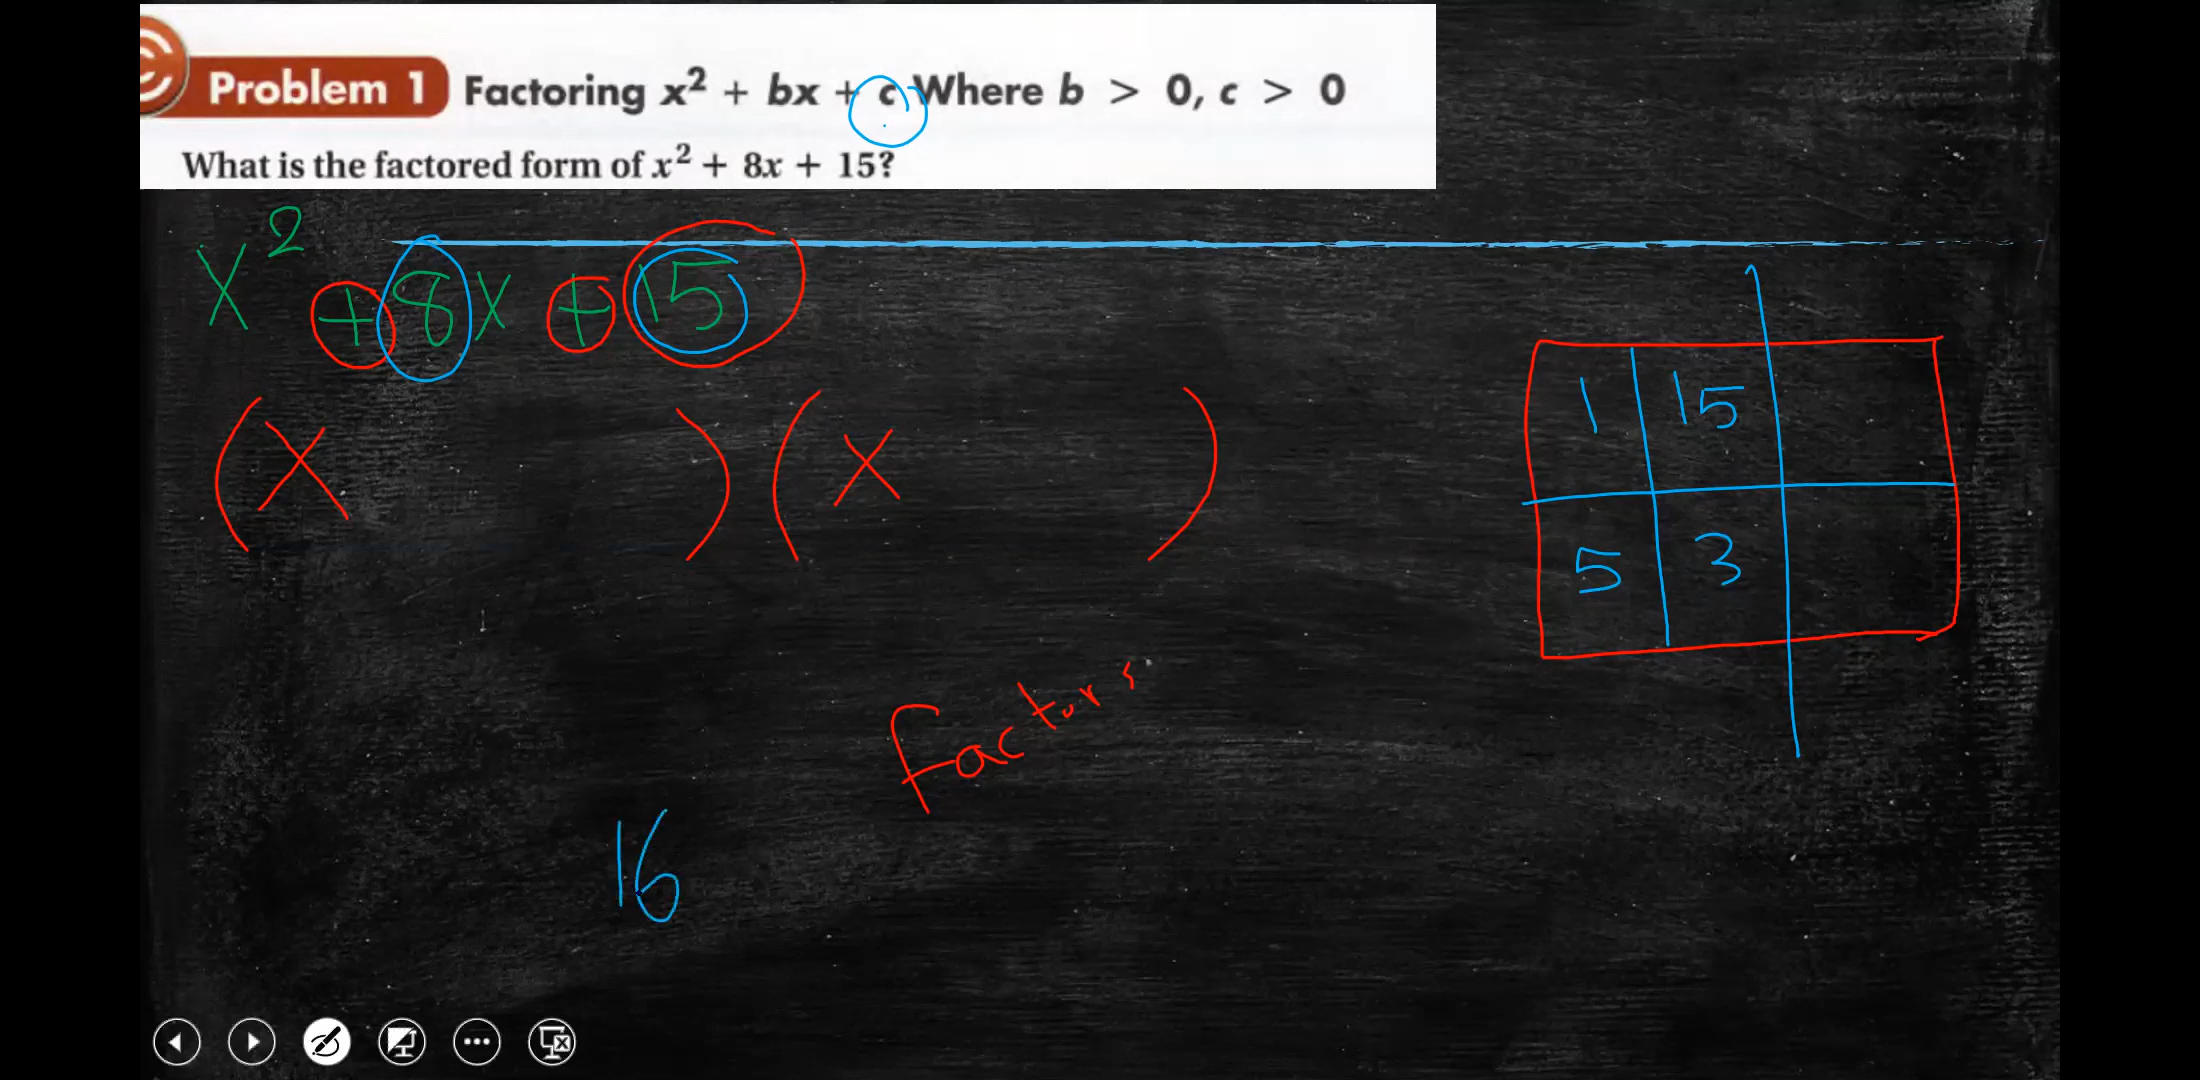 Problem 1 Factoring x² + bx + c Where b > 0, c > 0
What is the factored form of x² + 8x + 15?
x² + 8x + 15
(x ) (x )
1 15
5 3
factors
16